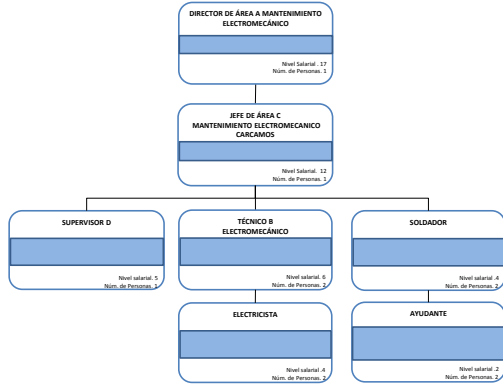 DIRECTOR DE ÁREA A MANTENIMIENTO
ELECTROMECÁNICO
Nivel Salarial . 17
Núm. de Personas. 1
JEFE DE ÁREA C
MANTENIMIENTO ELECTROMECANICO
CARCAMOS
Nivel Salarial. 12
Núm. de Personas. 1
SUPERVISOR D
Nivel salarial. 5
Núm. de Personas. 1
TÉCNICO B
ELECTROMECÁNICO
Nivel salarial. 6
Núm. de Personas. 2
SOLDADOR
Nivel salarial .4
Núm. de Personas. 2
ELECTRICISTA
Nivel salarial .4
Núm. de Personas. 2
AYUDANTE
Nivel salarial .2
Núm. de Personas. 2